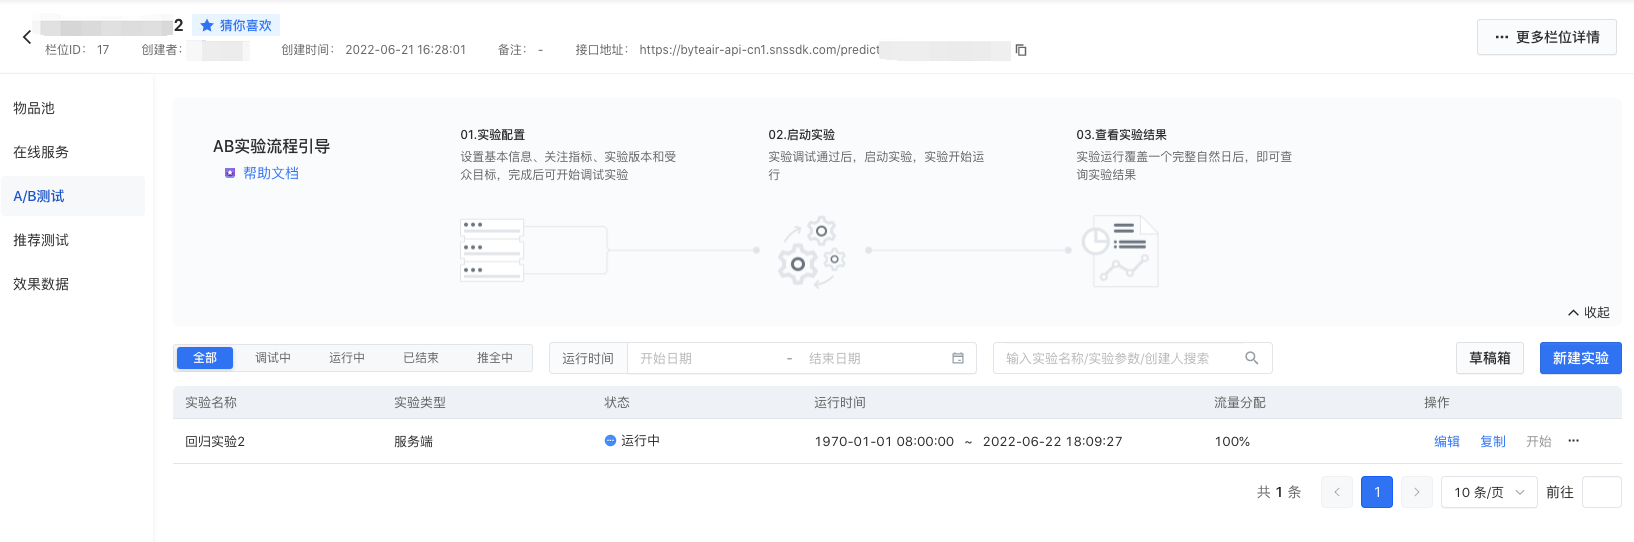 2 猜你喜欢
栏位ID： 17 创建者： 创建时间： 2022-06-21 16:28:01 备注： - 接口地址： https://byteair-api-cn1.snssdk.com/predict
更多栏位详情
物品池
在线服务
A/B测试
推荐测试
效果数据
AB实验流程引导
帮助文档
01.实验配置
设置基本信息、关注指标、实验版本和受
众目标，完成后可开始调试实验
02.启动实验
实验调试通过后，启动实验，实验开始运
行
03.查看实验结果
实验运行覆盖一个完整自然日后，即可查
询实验结果
收起
全部 调试中 运行中 已结束 推全中 运行时间 开始日期 - 结束日期 输入实验名称/实验参数/创建人搜索 草稿箱 新建实验
实验名称 实验类型 状态 运行时间 流量分配 操作
回归实验2 服务端 运行中 1970-01-01 08:00:00 ~ 2022-06-22 18:09:27 100% 编辑 复制 开始 ···
共 1 条 < 1 > 10 条/页 前往